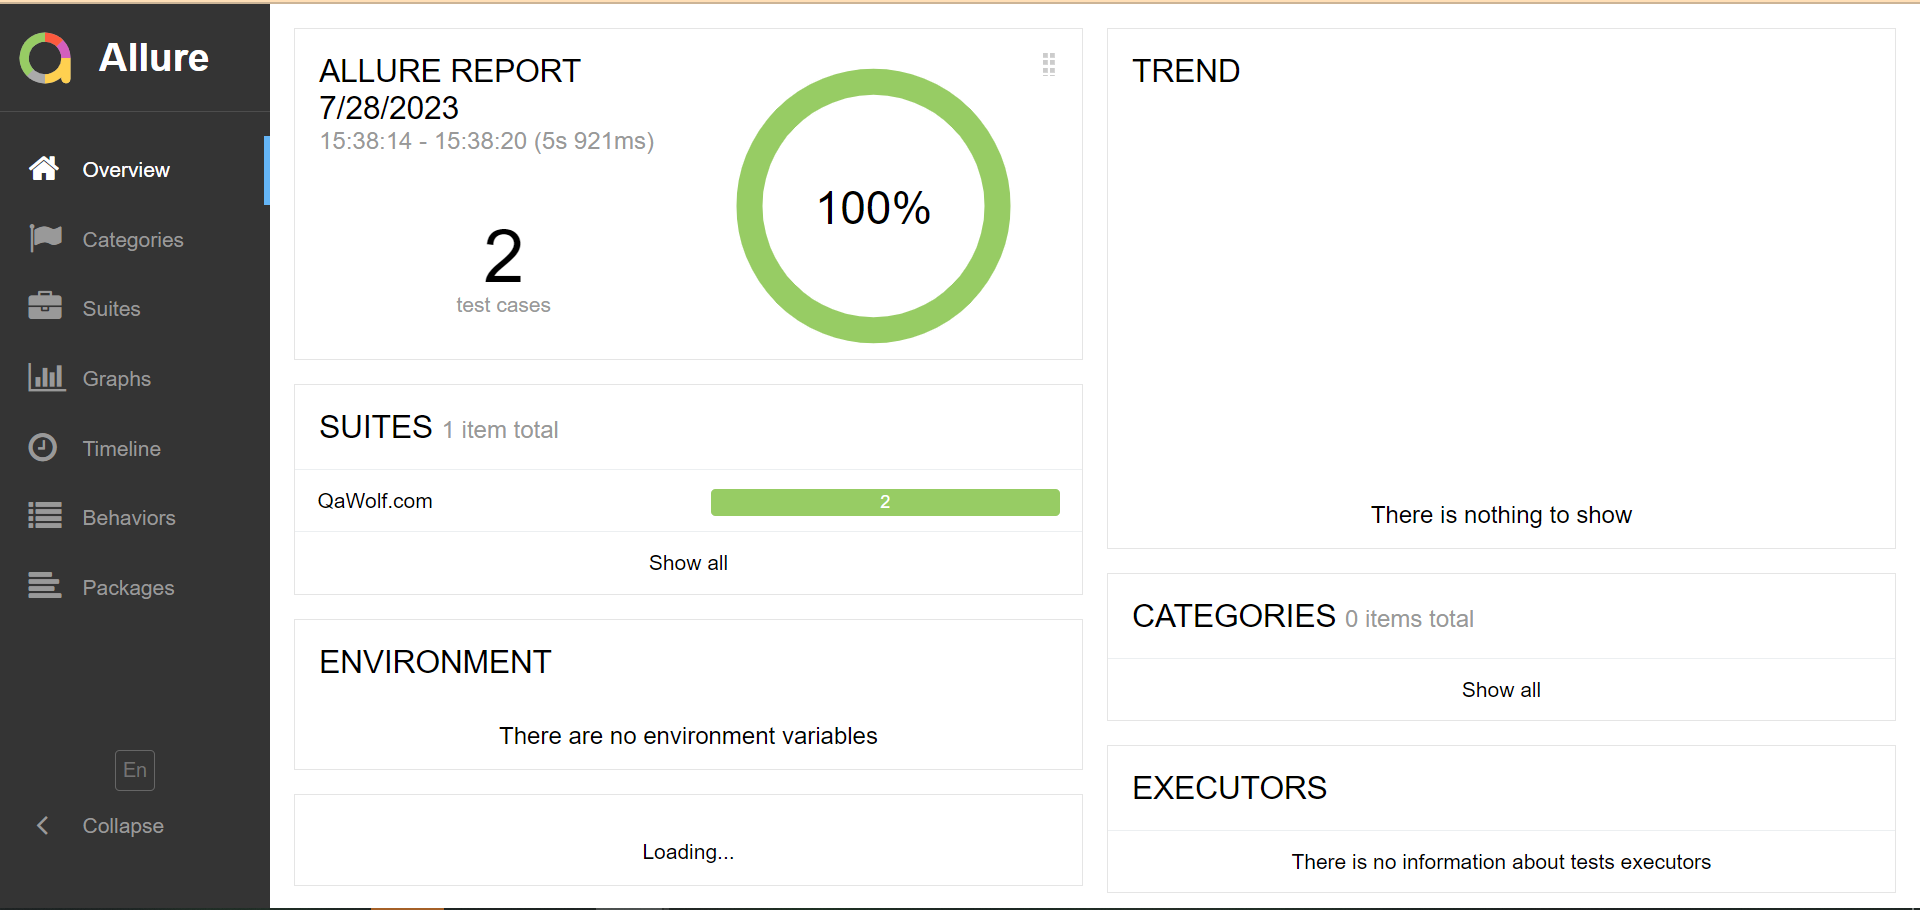 Allure
Overview
Categories
Suites
Graphs
Timeline
Behaviors
Packages
En
Collapse
ALLURE REPORT
7/28/2023
15:38:14 - 15:38:20 (5s 921ms)
2
test cases
100%
SUITES 1 item total
QaWolf.com 2
Show all
ENVIRONMENT
There are no environment variables
Loading...
TREND
There is nothing to show
CATEGORIES 0 items total
Show all
EXECUTORS
There is no information about tests executors